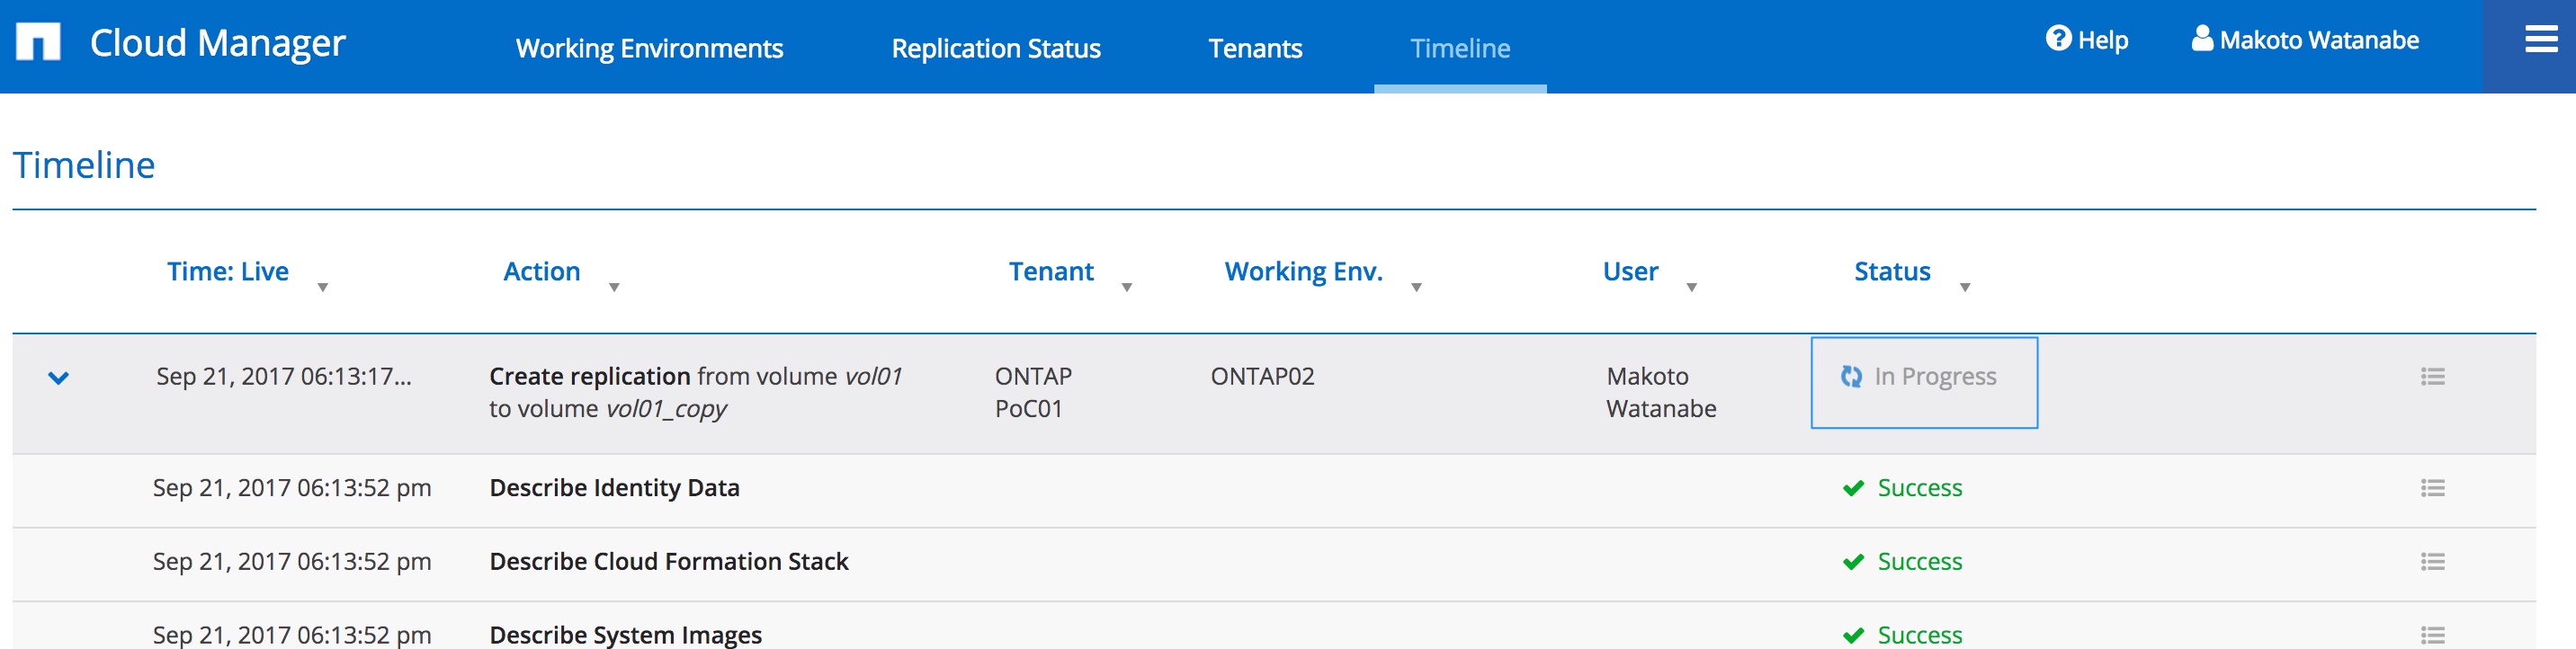 Cloud Manager Working Environments Replication Status Tenants Timeline Help Makoto Watanabe
Timeline
Time: Live Action Tenant Working Env. User Status
Sep 21, 2017 06:13:17... Create replication from volume vol01 ONTAP ONTAP02 Makoto In Progress
to volume vol01_copy PoC01 Watanabe
Sep 21, 2017 06:13:52 pm Describe Identity Data Success
Sep 21, 2017 06:13:52 pm Describe Cloud Formation Stack Success
Sep 21, 2017 06:13:52 pm Describe System Images Success